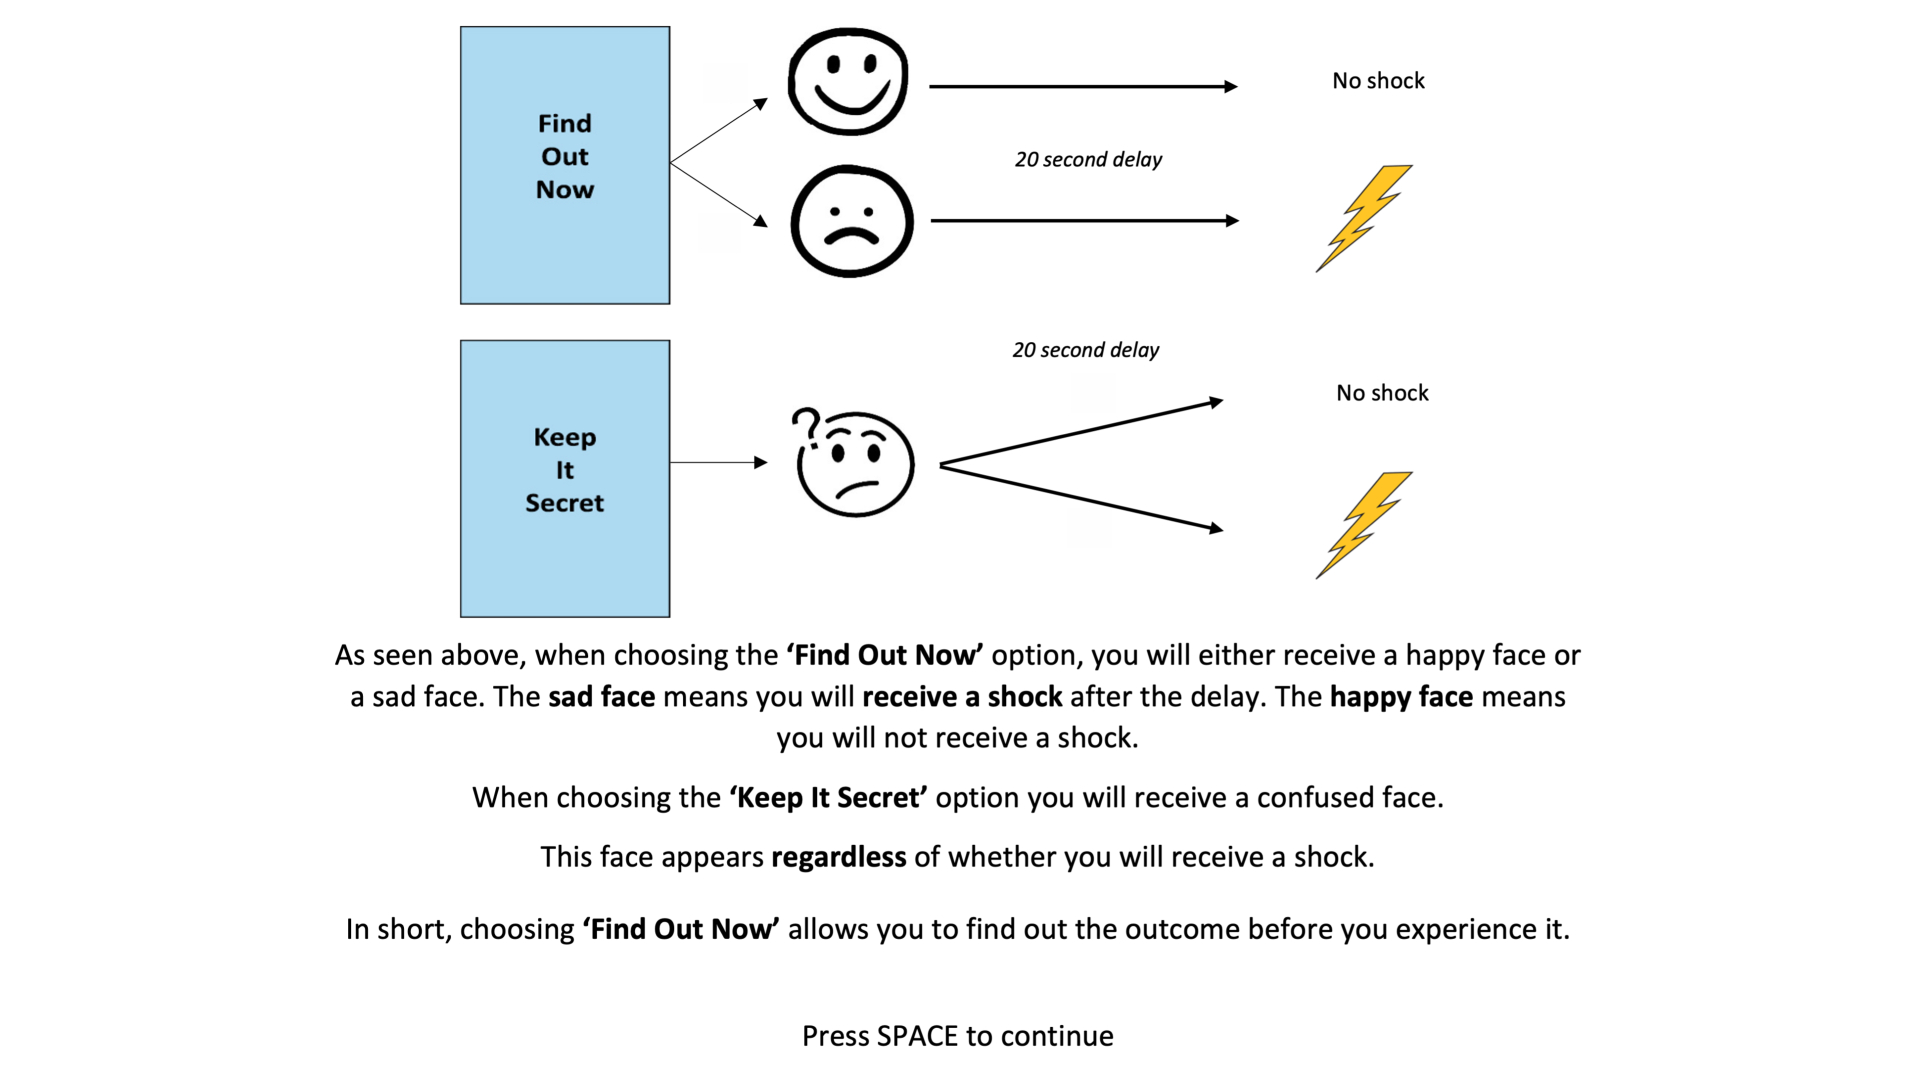 Find
Out
Now
No shock
20 second delay
Keep
It
Secret
20 second delay
?
No shock
As seen above, when choosing the ‘Find Out Now’ option, you will either receive a happy face or
a sad face. The sad face means you will receive a shock after the delay. The happy face means
you will not receive a shock.
When choosing the ‘Keep It Secret’ option you will receive a confused face.
This face appears regardless of whether you will receive a shock.
In short, choosing ‘Find Out Now’ allows you to find out the outcome before you experience it.
Press SPACE to continue